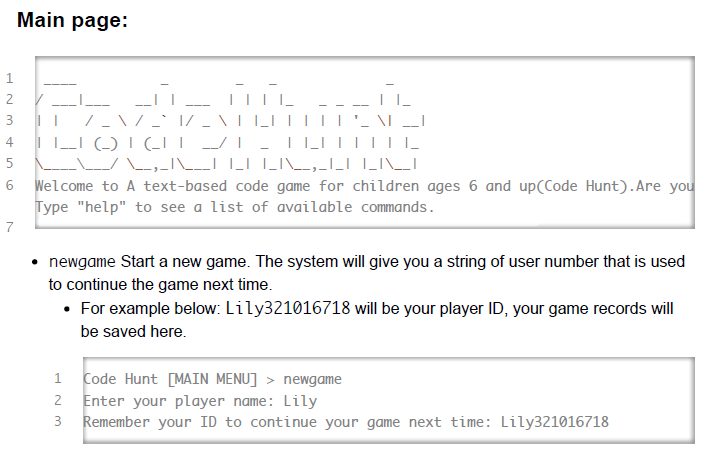 Main page:
1  ____          _        _   _             _
2 / ___|___   __| | ___  | | | |_   _ _ __ | |_
3 | |   / _ \ / _` |/ _ \ | |_| | | | | '_ \| __|
4 | |__| (_) | (_| |  __/ |  _  | |_| | | | | |_
5 \____\___/ \__,_|\___| |_| |_|\__,_|_| |_|\__|
6 Welcome to A text-based code game for children ages 6 and up(Code Hunt).Are you
Type "help" to see a list of available commands.
7
• newgame Start a new game. The system will give you a string of user number that is used
to continue the game next time.
• For example below: Lily321016718 will be your player ID, your game records will
be saved here.
1 Code Hunt [MAIN MENU] > newgame
2 Enter your player name: Lily
3 Remember your ID to continue your game next time: Lily321016718